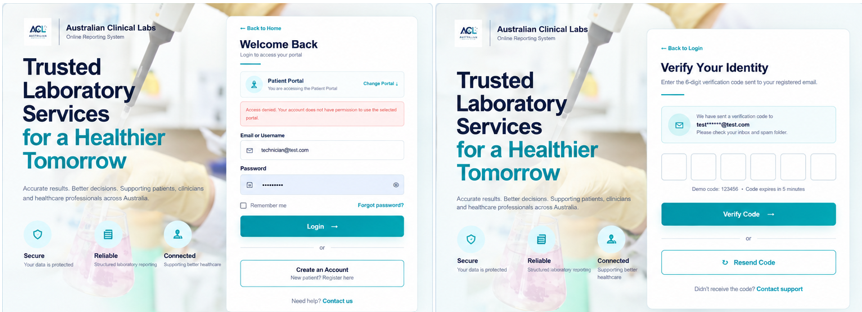 ACL
AUSTRALIAN
Australian Clinical Labs
Online Reporting System
Trusted
Laboratory
Services
for a Healthier
Tomorrow
Accurate results. Better decisions. Supporting patients, clinicians,
and healthcare professionals across Australia.
Secure
Your data is protected
Reliable
Structured laboratory reporting
Connected
Supporting better healthcare
← Back to Home
Welcome Back
Login to access your portal
Patient Portal
You are accessing the Patient Portal
Change Portal ›
Access denied. Your account does not have permission to use the selected
portal.
Email or Username
technician@test.com
Password
•••••••••
Remember me
Forgot password?
Login →
or
Create an Account
New patient? Register here
Need help? Contact us
ACL
AUSTRALIAN
Australian Clinical Labs
Online Reporting System
Trusted
Laboratory
Services
for a Healthier
Tomorrow
Accurate results. Better decisions. Supporting patients, clinicians,
and healthcare professionals across Australia.
Secure
Your data is protected
Reliable
Structured laboratory reporting
Connected
Supporting better
healthcare
← Back to Login
Verify Your Identity
Enter the 6-digit verification code sent to your registered email.
We have sent a verification code to
test******@test.com
Please check your inbox and spam folder.
Demo code: 123456 • Code expires in 5 minutes
Verify Code →
or
↻ Resend Code
Didn't receive the code? Contact support